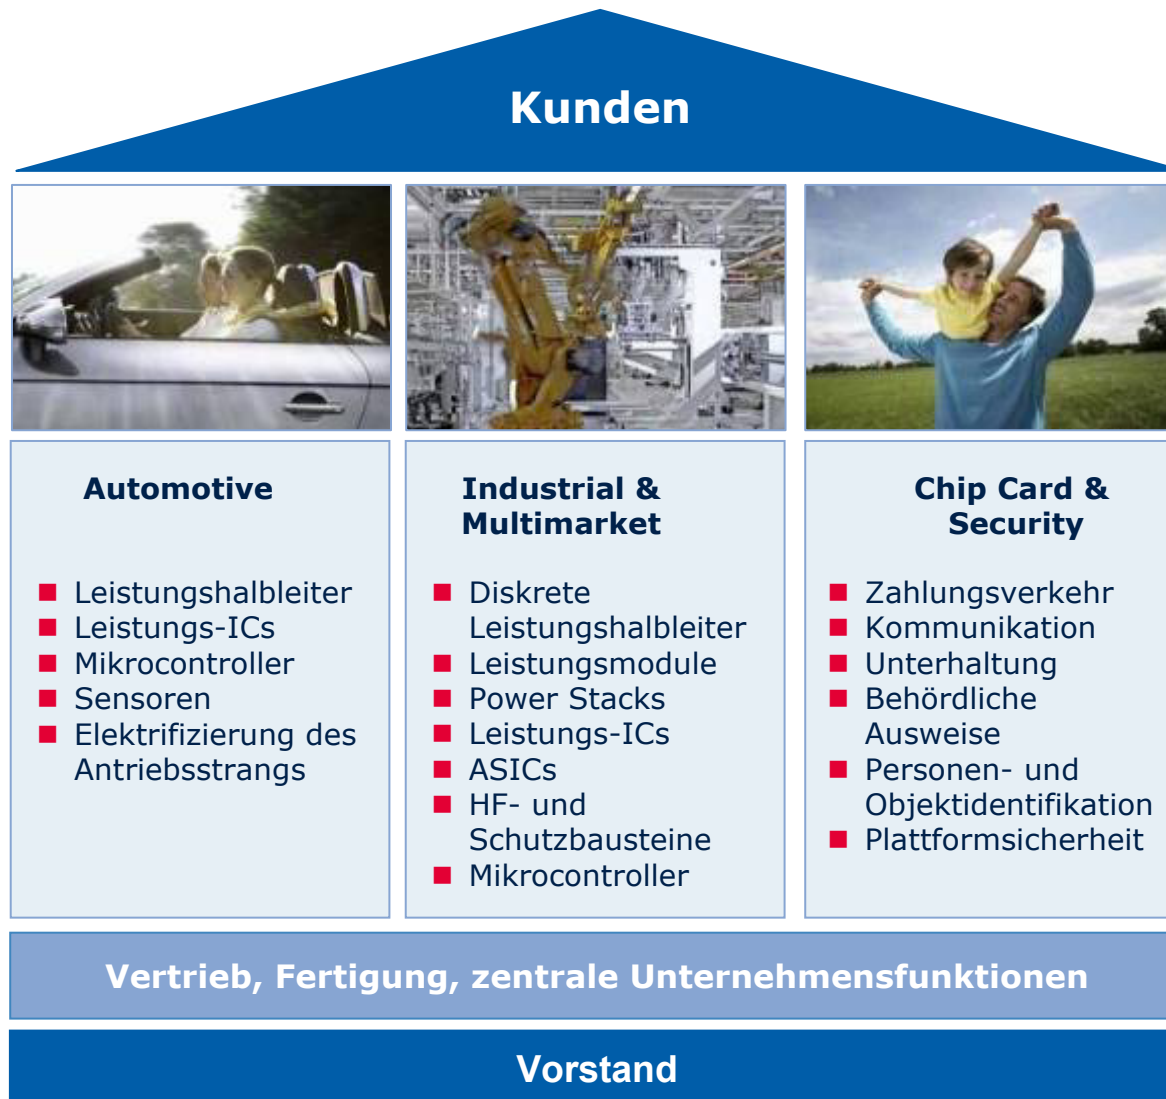 Kunden
Automotive
Leistungshalbleiter
Leistungs-ICs
Mikrocontroller
Sensoren
Elektrifizierung des
Antriebsstrangs
Industrial &
Multimarket
Diskrete
Leistungshalbleiter
Leistungsmodule
Power Stacks
Leistungs-ICs
ASICs
HF- und
Schutzbausteine
Mikrocontroller
Chip Card &
Security
Zahlungsverkehr
Kommunikation
Unterhaltung
Behördliche
Ausweise
Personen- und
Objektidentifikation
Plattformsicherheit
Vertrieb, Fertigung, zentrale Unternehmensfunktionen
Vorstand